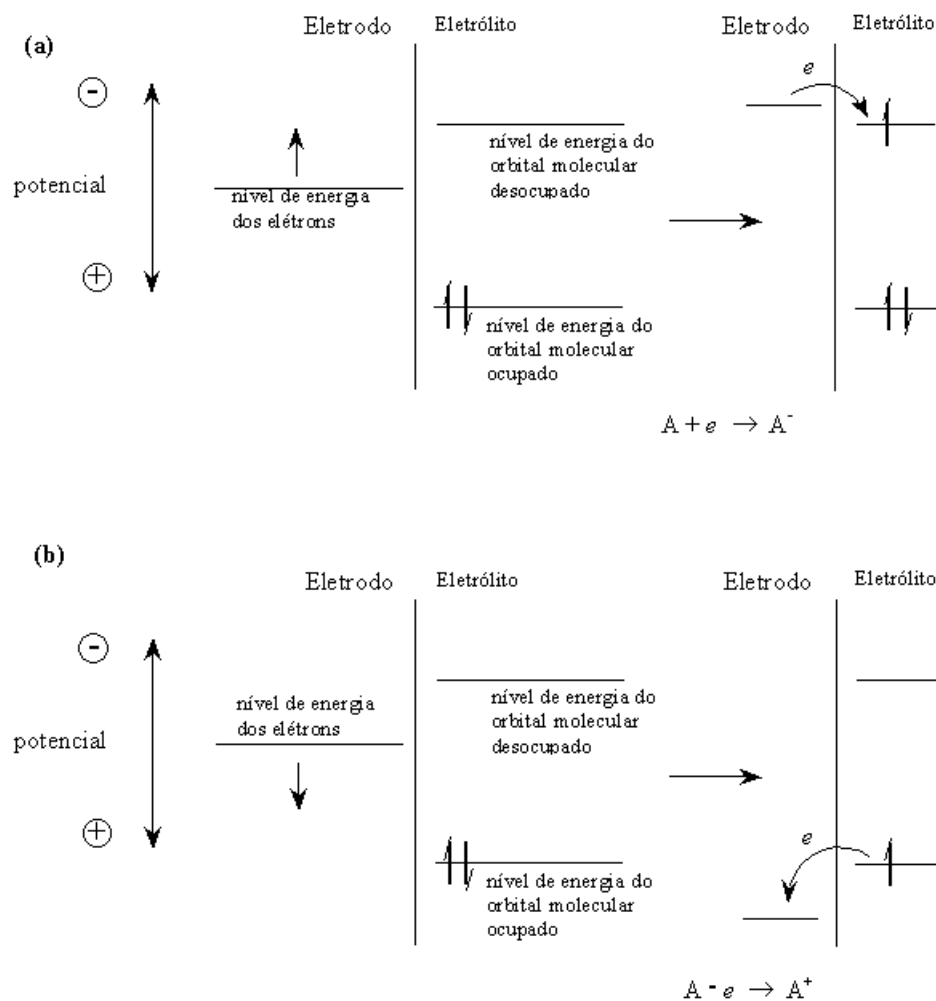 (a)
Eletrodo
Eletrólito
Eletrodo
Eletrólito
-
e
nível de energia do
orbital molecular
desocupado
potencial
nível de energia
dos elétrons
+
nível de energia do
orbital molecular
ocupado
A + e → A-
(b)
Eletrodo
Eletrólito
Eletrodo
Eletrólito
-
nível de energia
dos elétrons
nível de energia do
orbital molecular
desocupado
potencial
+
e
nível de energia do
orbital molecular
ocupado
A - e → A+